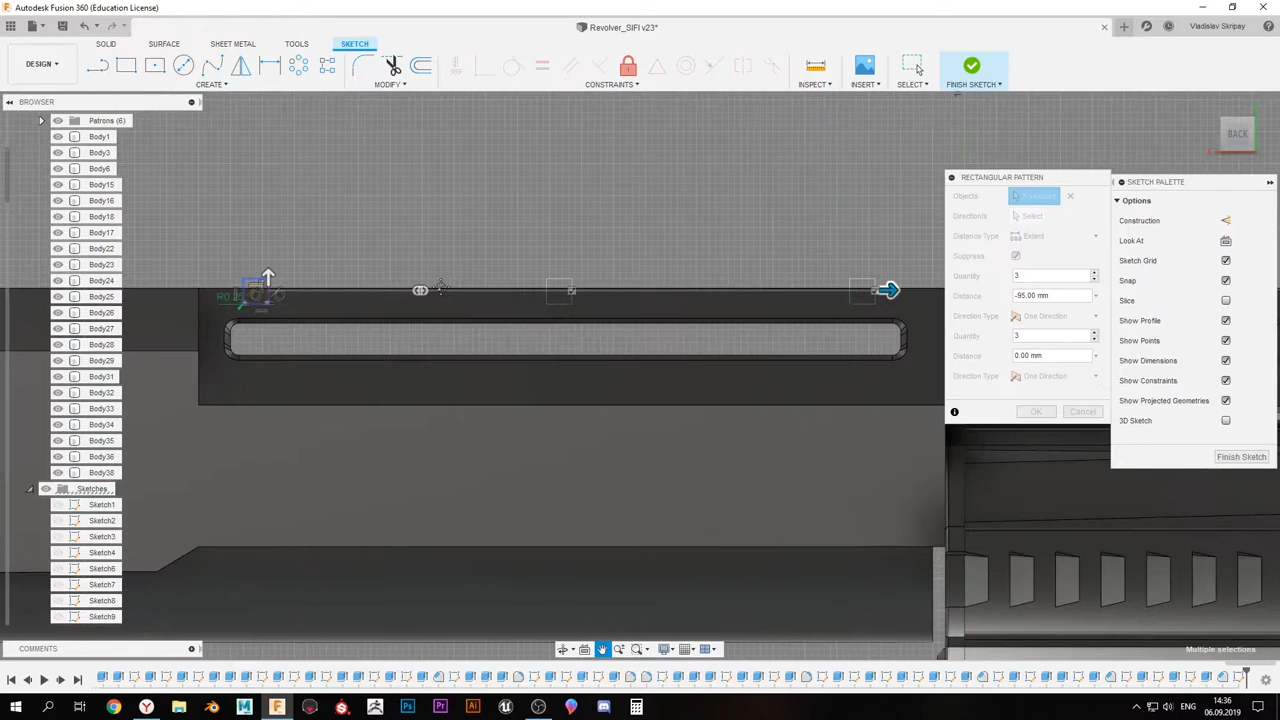 Autodesk Fusion 360 (Education License)
Revolver_SIFI v23*
Vladislav Skripay
DESIGN
SOLID SURFACE SHEET METAL TOOLS SKETCH
CREATE MODIFY CONSTRAINTS INSPECT INSERT SELECT FINISH SKETCH
BROWSER
Patrons (6)
Body1
Body3
Body6
Body15
Body16
Body18
Body17
Body22
Body23
Body24
Body25
Body26
Body27
Body28
Body29
Body31
Body32
Body33
Body34
Body35
Body36
Body38
Sketches
Sketch1
Sketch2
Sketch3
Sketch4
Sketch6
Sketch7
Sketch8
Sketch9
BACK
RECTANGULAR PATTERN
Objects
Direction/s Select
Distance Type Extent
Suppress
Quantity 3
Distance -95.00 mm
Direction Type One Direction
Quantity 3
Distance 0.00 mm
Direction Type One Direction
OK Cancel
SKETCH PALETTE
Options
Construction
Look At
Sketch Grid
Snap
Slice
Show Profile
Show Points
Show Dimensions
Show Constraints
Show Projected Geometries
3D Sketch
Finish Sketch
COMMENTS
Multiple selections
14:36
06.09.2019